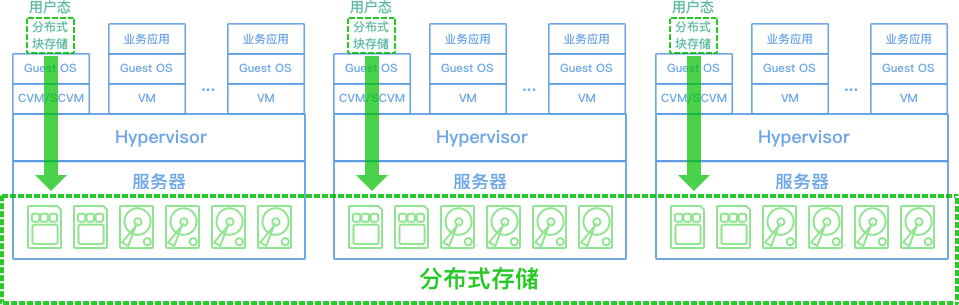 用户态
分布式
块存储
Guest OS
CVM/SCVM
业务应用
Guest OS
VM
...
业务应用
Guest OS
VM
Hypervisor
服务器
用户态
分布式
块存储
Guest OS
CVM/SCVM
业务应用
Guest OS
VM
...
业务应用
Guest OS
VM
Hypervisor
服务器
用户态
分布式
块存储
Guest OS
CVM/SCVM
业务应用
Guest OS
VM
...
业务应用
Guest OS
VM
Hypervisor
服务器
分布式存储